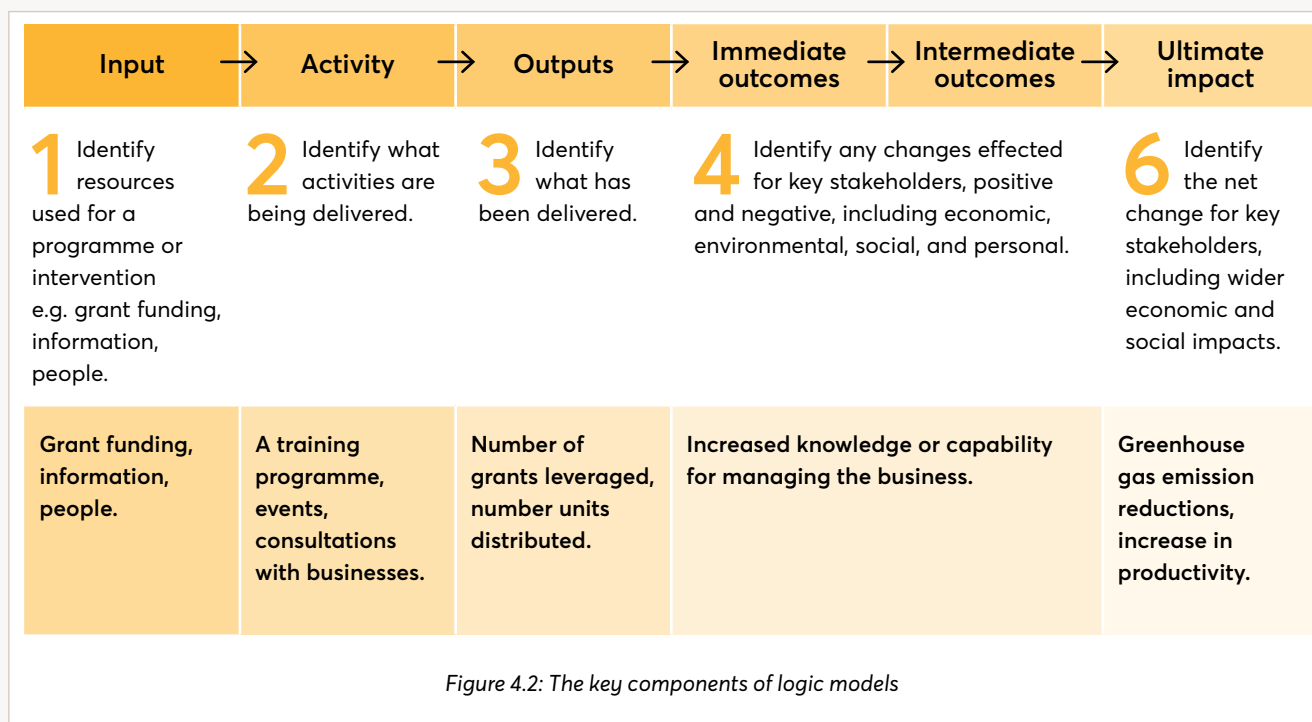 Input → Activity → Outputs → Immediate outcomes → Intermediate outcomes → Ultimate impact
1 Identify
resources
used for a
programme or
intervention
e.g. grant funding,
information,
people.
2 Identify what
activities are
being delivered.
3 Identify
what has
been delivered.
4 Identify any changes effected
for key stakeholders, positive
and negative, including economic,
environmental, social, and personal.
6 Identify
the net
change for key
stakeholders,
including wider
economic and
social impacts.
Grant funding,
information,
people.
A training
programme,
events,
consultations
with businesses.
Number of
grants leveraged,
number units
distributed.
Increased knowledge or capability
for managing the business.
Greenhouse
gas emission
reductions,
increase in
productivity.
Figure 4.2: The key components of logic models